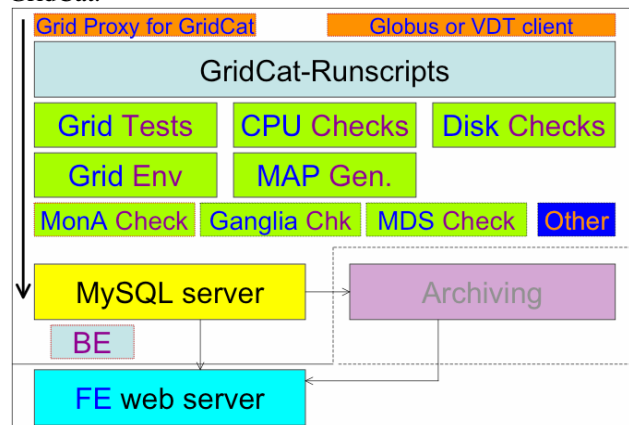 GridCat.
Grid Proxy for GridCat
Globus or VDT client
GridCat-Runscripts
Grid Tests
CPU Checks
Disk Checks
Grid Env
MAP Gen.
MonA Check
Ganglia Chk
MDS Check
Other
MySQL server
Archiving
BE
FE web server